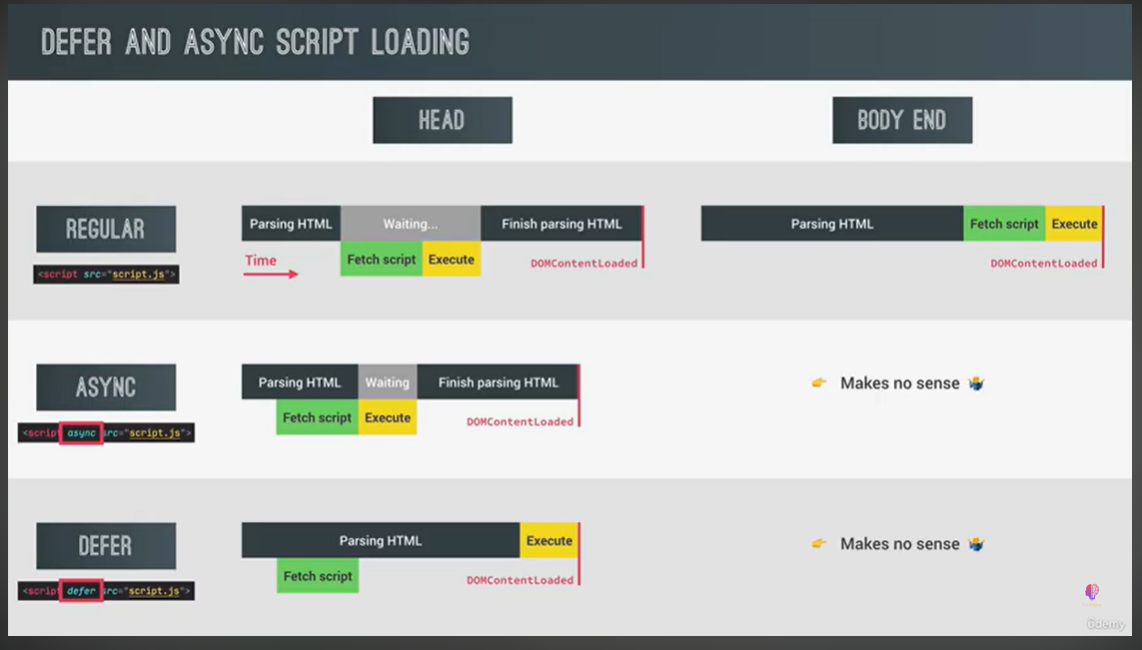 DEFER AND ASYNC SCRIPT LOADING
HEAD
BODY END
REGULAR
<script src="script.js">
Parsing HTML
Waiting...
Finish parsing HTML
Time
Fetch script
Execute
DOMContentLoaded
Parsing HTML
Fetch script
Execute
DOMContentLoaded
ASYNC
<script async src="script.js">
Parsing HTML
Waiting
Finish parsing HTML
Fetch script
Execute
DOMContentLoaded
👉 Makes no sense 🤷‍♂️
DEFER
<script defer src="script.js">
Parsing HTML
Execute
Fetch script
DOMContentLoaded
👉 Makes no sense 🤷‍♂️
Udemy